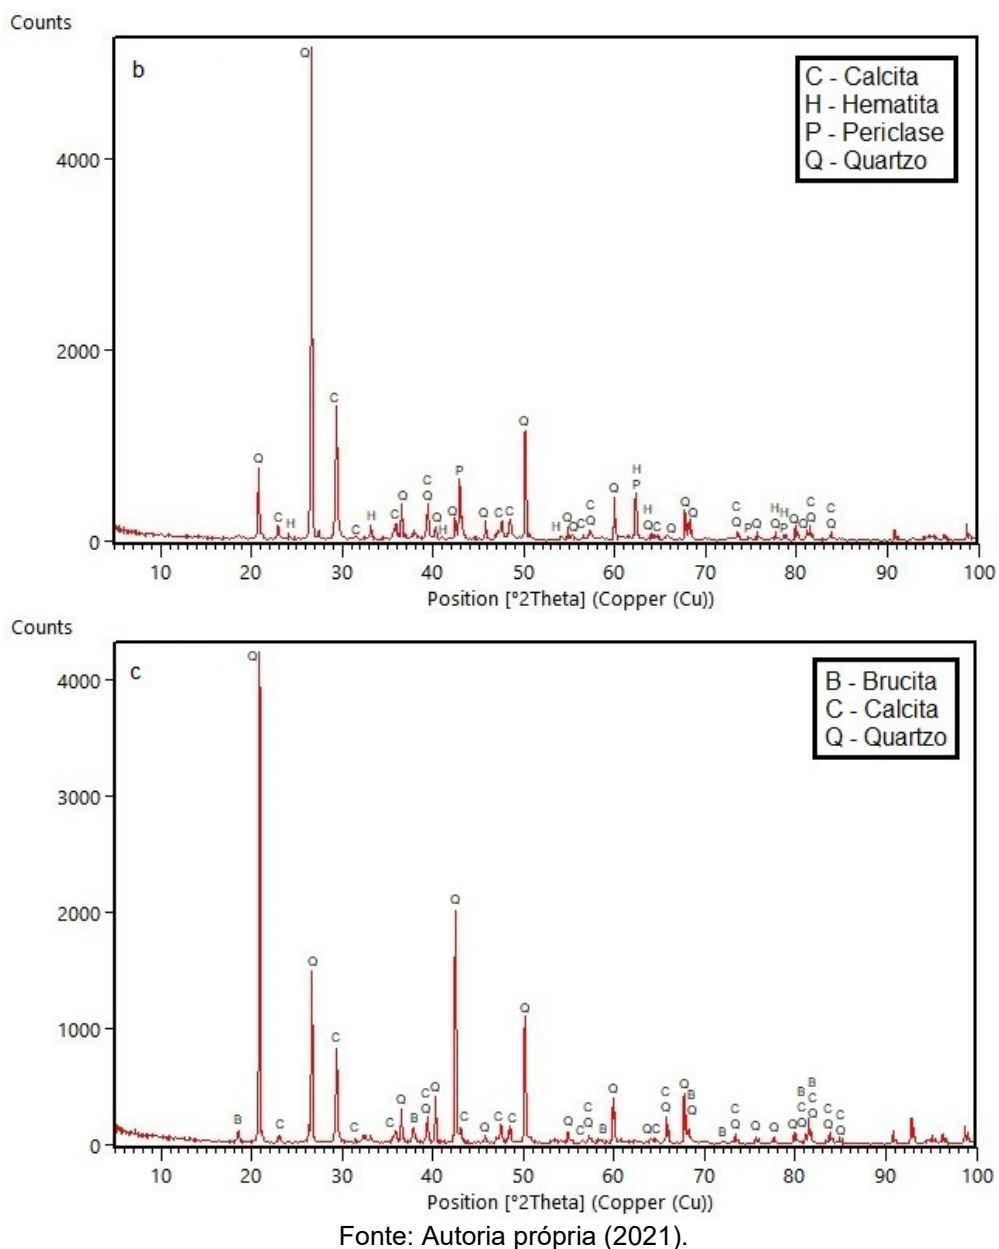 Counts
b
C - Calcita
H - Hematita
P - Periclase
Q - Quartzo
4000
2000
0
Q C H Q C C H C Q C Q Q H Q P Q C C Q H Q Q C C Q Q H P H Q C Q Q Q C Q P Q H Q H P Q Q C Q C Q
10 20 30 40 50 60 70 80 90 100
Position [°2Theta] (Copper (Cu))
Counts
c
B - Brucita
C - Calcita
Q - Quartzo
4000
3000
2000
1000
0
B Q C Q C C C Q B C Q Q Q C Q C C Q Q C C Q B Q Q C C Q Q B Q B C Q Q Q Q B C Q B C Q C Q C Q
10 20 30 40 50 60 70 80 90 100
Position [°2Theta] (Copper (Cu))
Fonte: Autoria própria (2021).